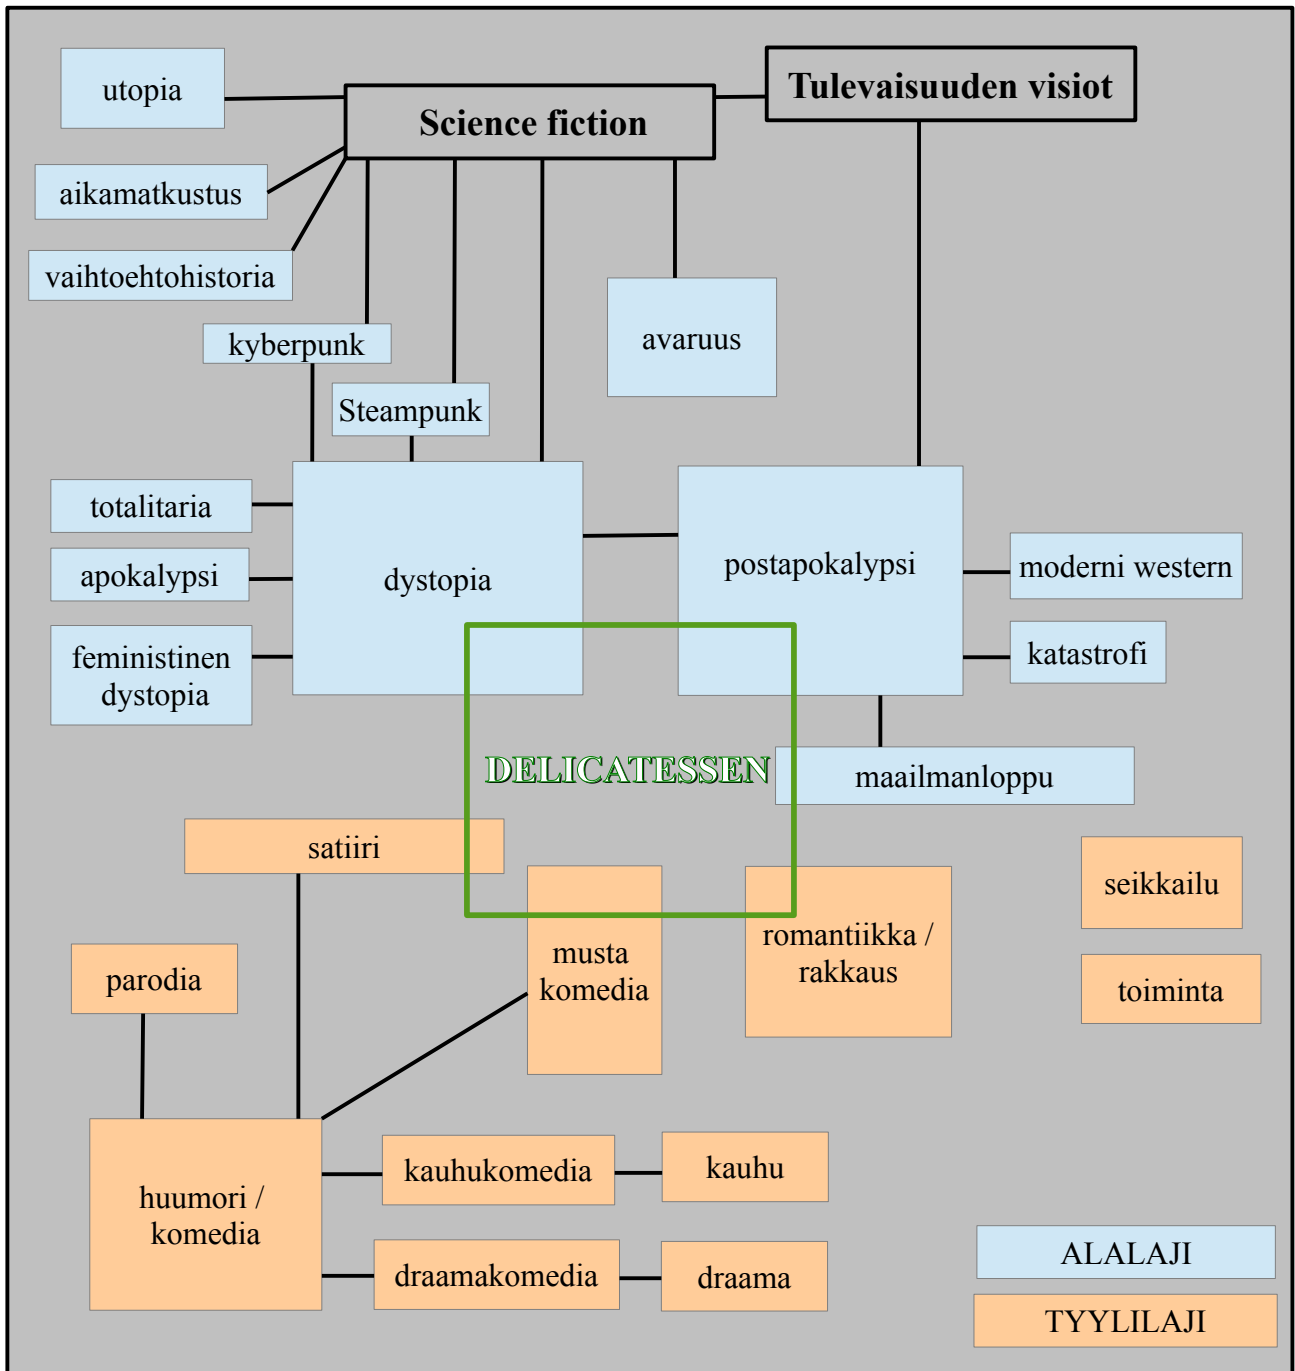 utopia
Tulevaisuuden visiot
Science fiction
aikamatkustus
vaihtoehtohistoria
kyberpunk
avaruus
Steampunk
totalitaria
apokalypsi
dystopia
postapokalypsi
moderni western
feministinen
dystopia
katastrofi
DELICATESSEN
maailmanloppu
satiiri
seikkailu
parodia
musta
komedia
romantiikka /
rakkaus
toiminta
huumori /
komedia
kauhukomedia
kauhu
draamakomedia
draama
ALALAJI
TYYLILAJI